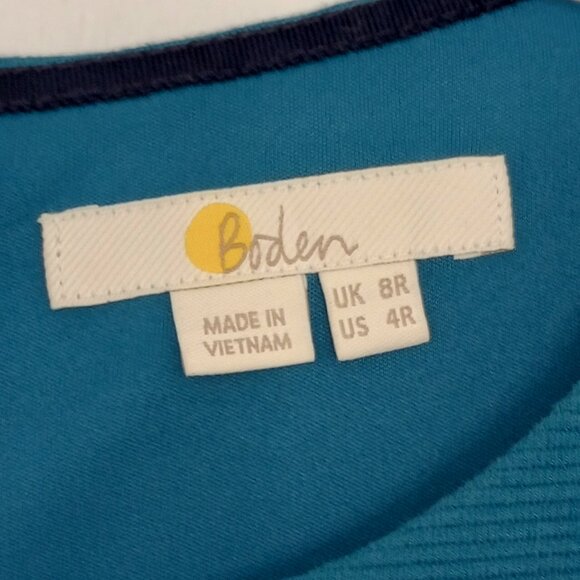 Boden
MADE IN
VIETNAM
UK 8R
US 4R